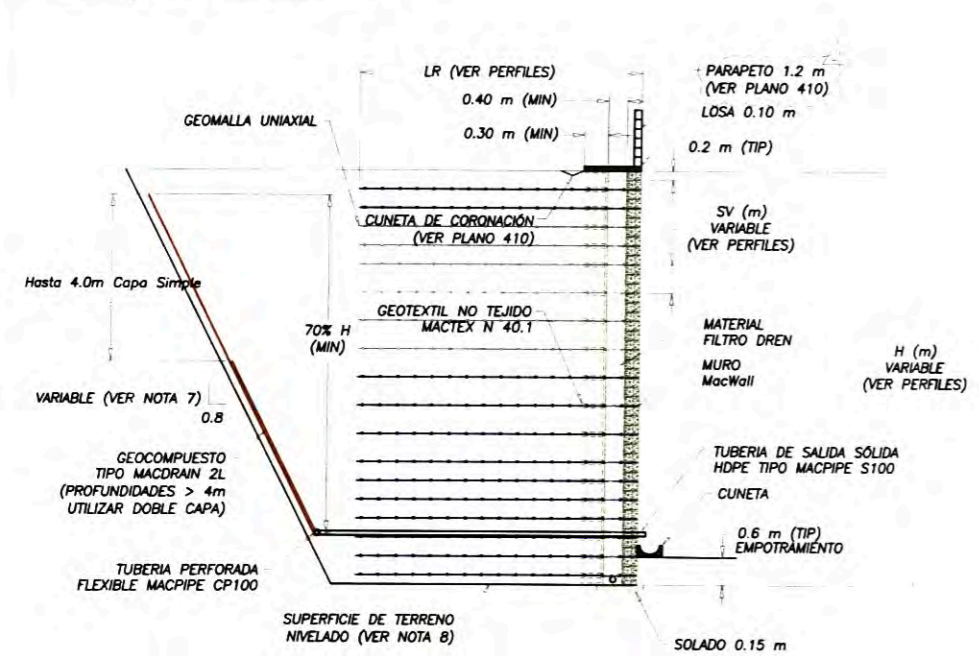 LR (VER PERFILES)
PARAPETO 1.2 m
(VER PLANO 410)
0.40 m (MIN)
LOSA 0.10 m
GEOMALLA UNIAXIAL
0.30 m (MIN)
0.2 m (TIP)
CUNETA DE CORONACIÓN
(VER PLANO 410)
SV (m)
VARIABLE
(VER PERFILES)
Hasta 4.0m Capa Simple
GEOTEXTIL NO TEJIDO
MACTEX N 40.1
70% H
(MIN)
MATERIAL
FILTRO DREN
MURO
MacWall
H (m)
VARIABLE
(VER PERFILES)
VARIABLE (VER NOTA 7)
0.8
GEOCOMPUESTO
TIPO MACDRAIN 2L
(PROFUNDIDADES > 4m
UTILIZAR DOBLE CAPA)
TUBERIA DE SALIDA SÓLIDA
HDPE TIPO MACPIPE S100
CUNETA
0.6 m (TIP)
EMPOTRAMIENTO
TUBERIA PERFORADA
FLEXIBLE MACPIPE CP100
SUPERFICIE DE TERRENO
NIVELADO (VER NOTA 8)
SOLADO 0.15 m